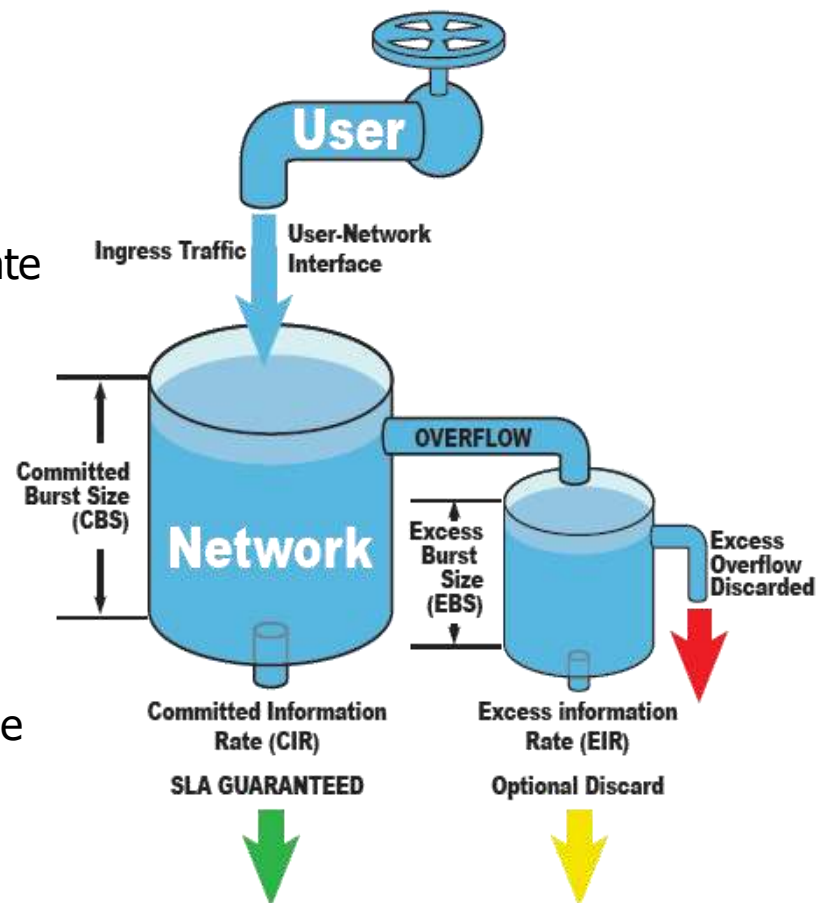 User
Ingress Traffic
User-Network
Interface
OVERFLOW
Committed
Burst Size
(CBS)
Network
Excess
Burst
Size
(EBS)
Excess
Overflow
Discarded
Committed Information
Rate (CIR)
Excess information
Rate (EIR)
SLA GUARANTEED
Optional Discard